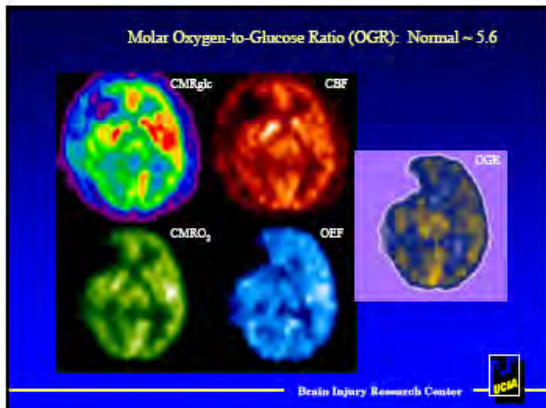 Molar Oxygen-to-Glucose Ratio (OGR): Normal ~ 5.6
CMRglc
CBF
OGR
CMRO₂
OEF
Brain Injury Research Center
UCLA